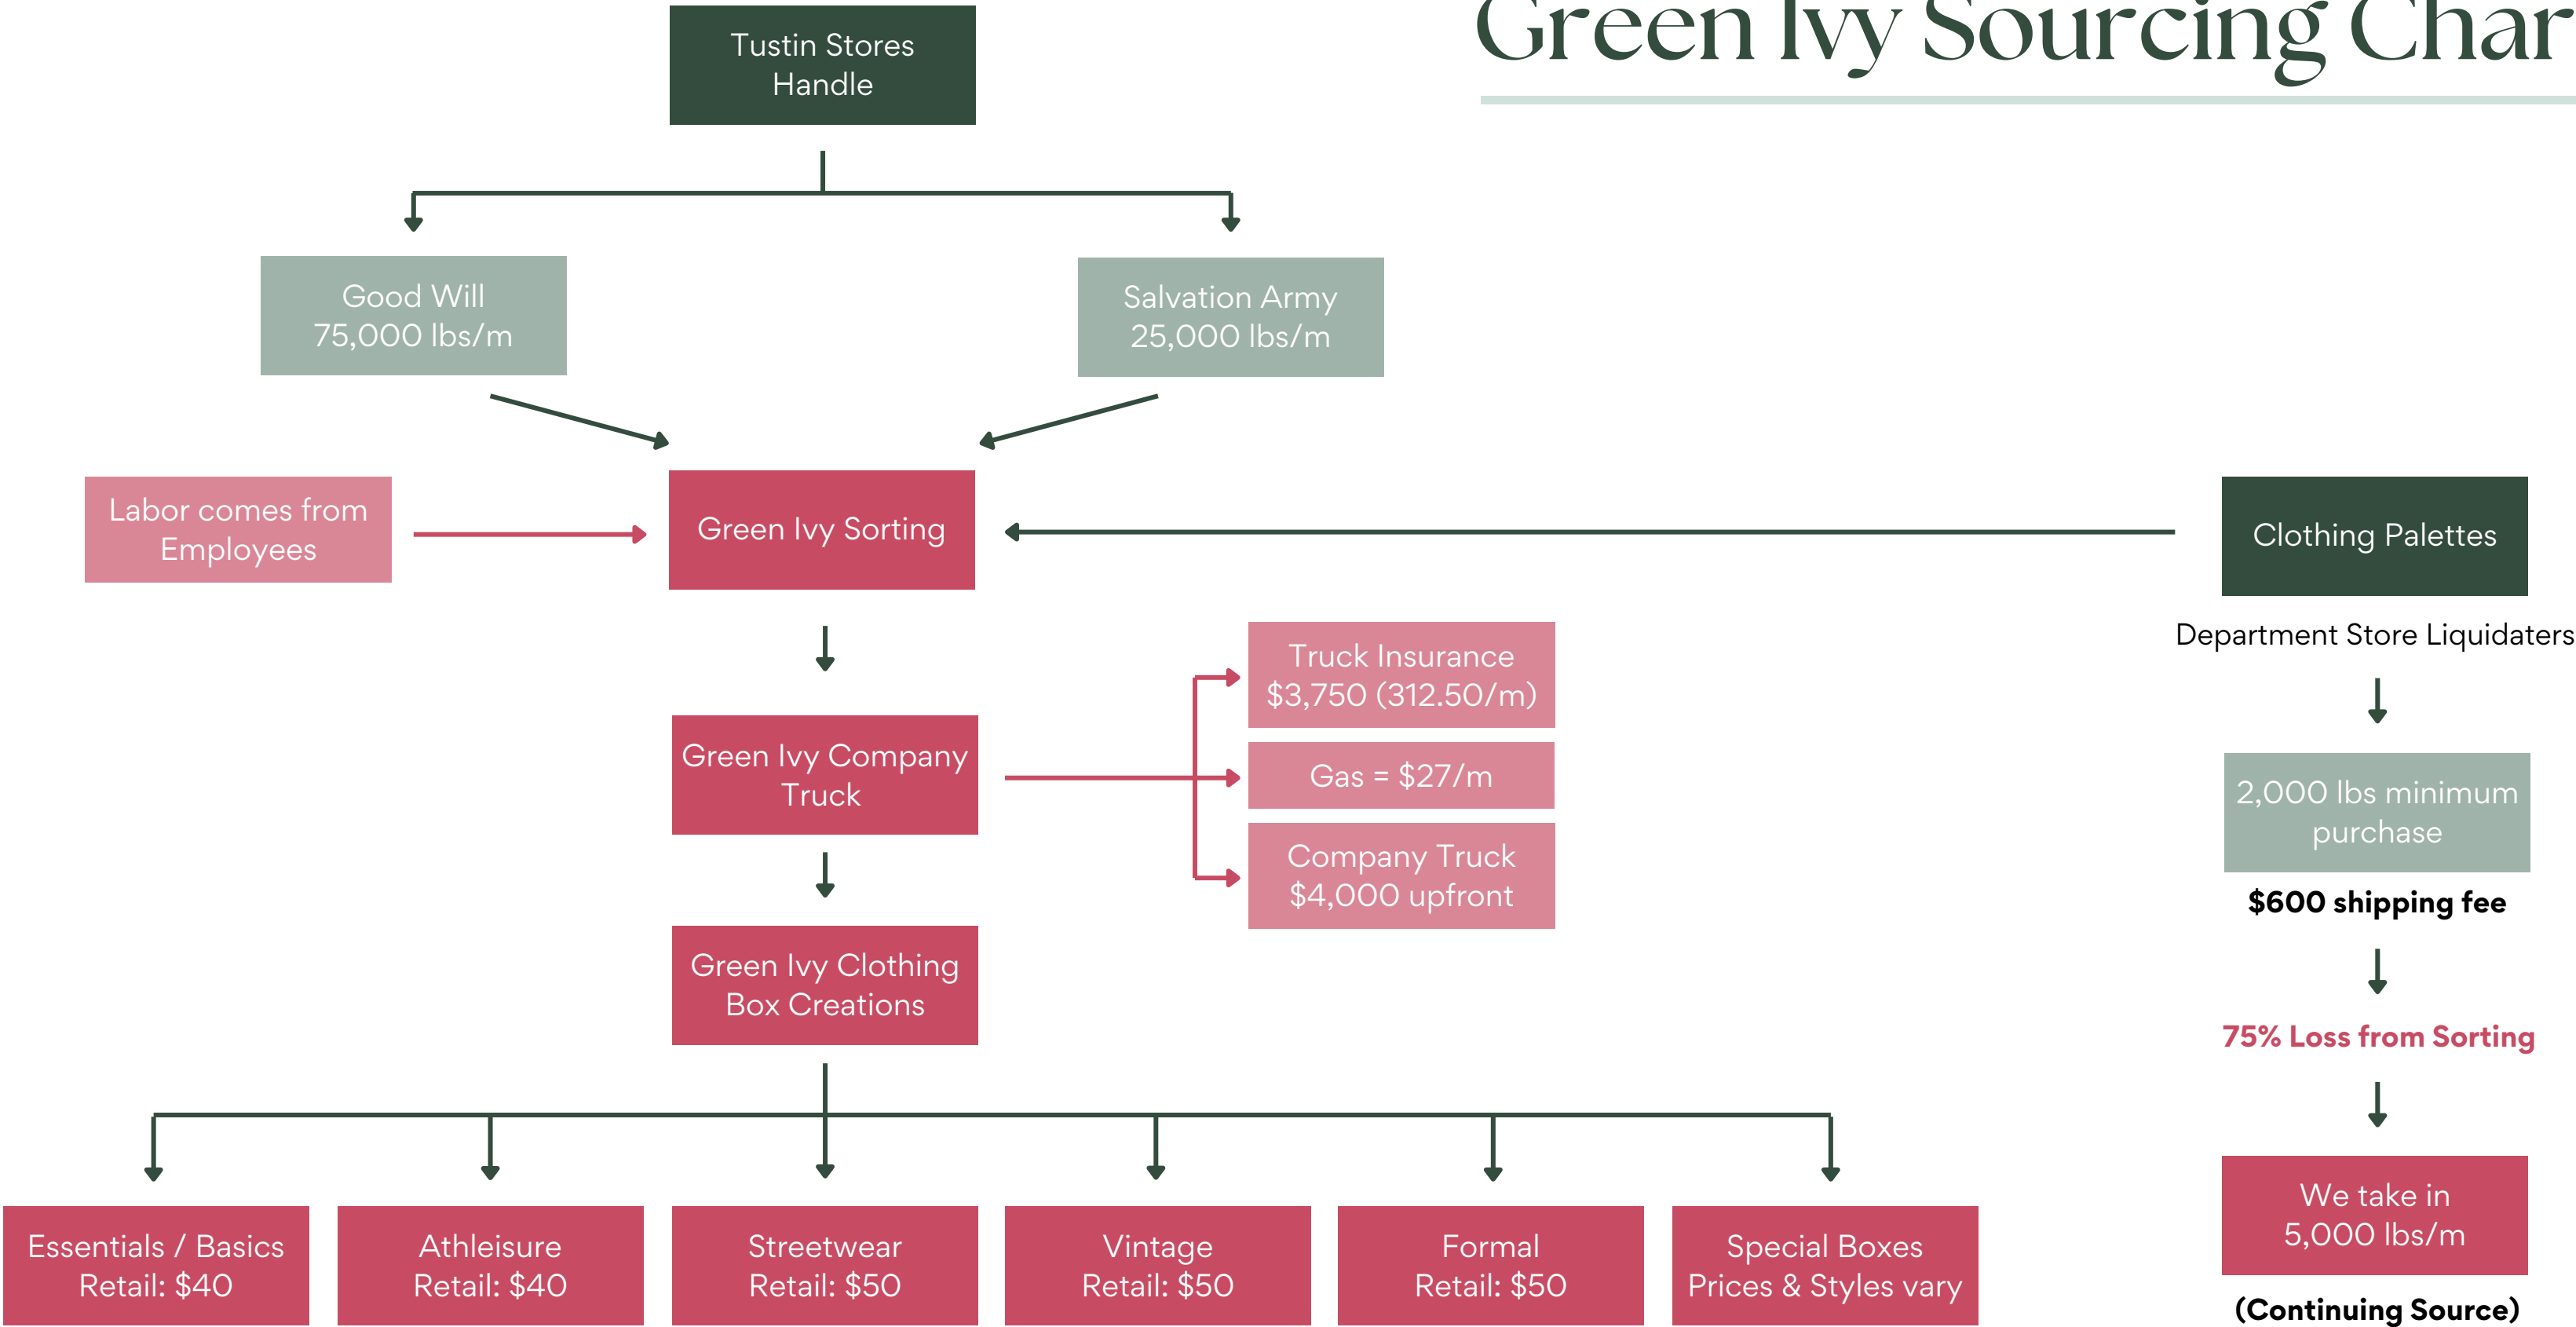 Green Ivy Sourcing Char
Tustin Stores
Handle
Good Will
75,000 lbs/m
Salvation Army
25,000 lbs/m
Labor comes from
Employees
Green Ivy Sorting
Clothing Palettes
Department Store Liquidaters
Truck Insurance
$3,750 (312.50/m)
Green Ivy Company
Truck
Gas = $27/m
Company Truck
$4,000 upfront
2,000 lbs minimum
purchase
$600 shipping fee
Green Ivy Clothing
Box Creations
75% Loss from Sorting
We take in
5,000 lbs/m
(Continuing Source)
Essentials / Basics
Retail: $40
Athleisure
Retail: $40
Streetwear
Retail: $50
Vintage
Retail: $50
Formal
Retail: $50
Special Boxes
Prices & Styles vary